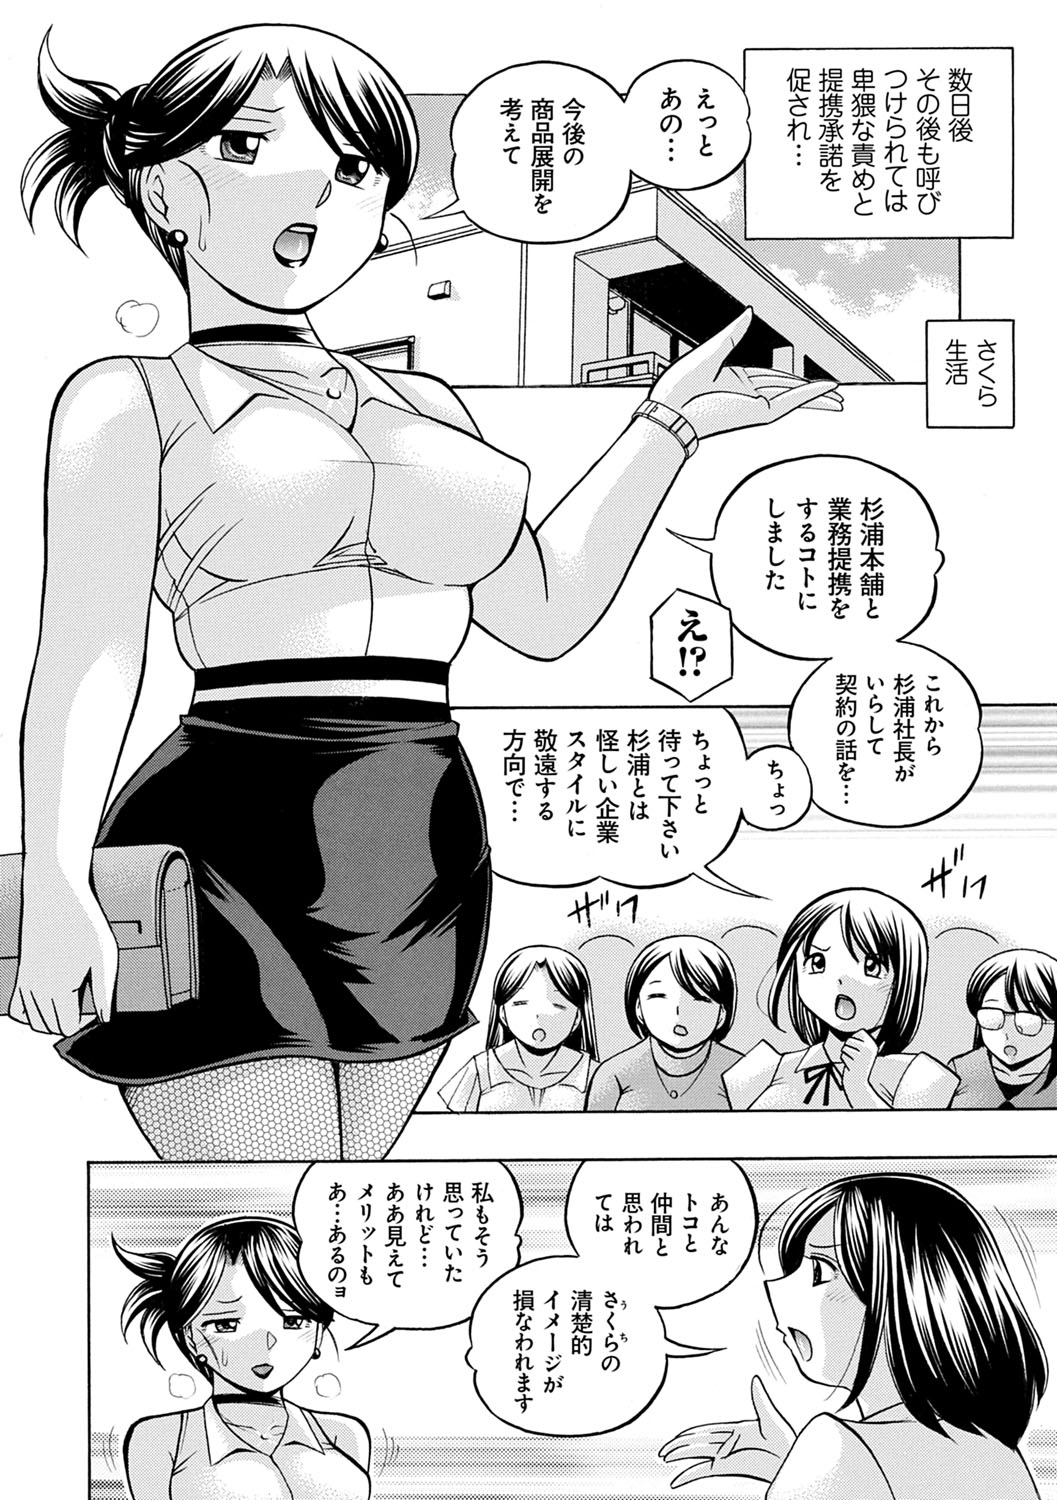 数日後
その後も呼び
つけられては
卑猥な責めと
提携承諾を
促され…
えっと
あの…
今後の
商品展開を
考えて
さくら
生活
杉浦本舗と
業務提携を
するコトに
しました
え!?
これから
杉浦社長が
いらして
契約の話を…
ちょっ
ちょっと
待って下さい
杉浦とは
怪しい企業
スタイルに
敬遠する
方向で…
ザワ
ザワ
あんな
トコと
仲間と
思われ
ては
さくらの
うち
清楚的
イメージが
損なわれます
私もそう
思っていた
けれど…
ああ見えて
メリットも
あ…あるのョ